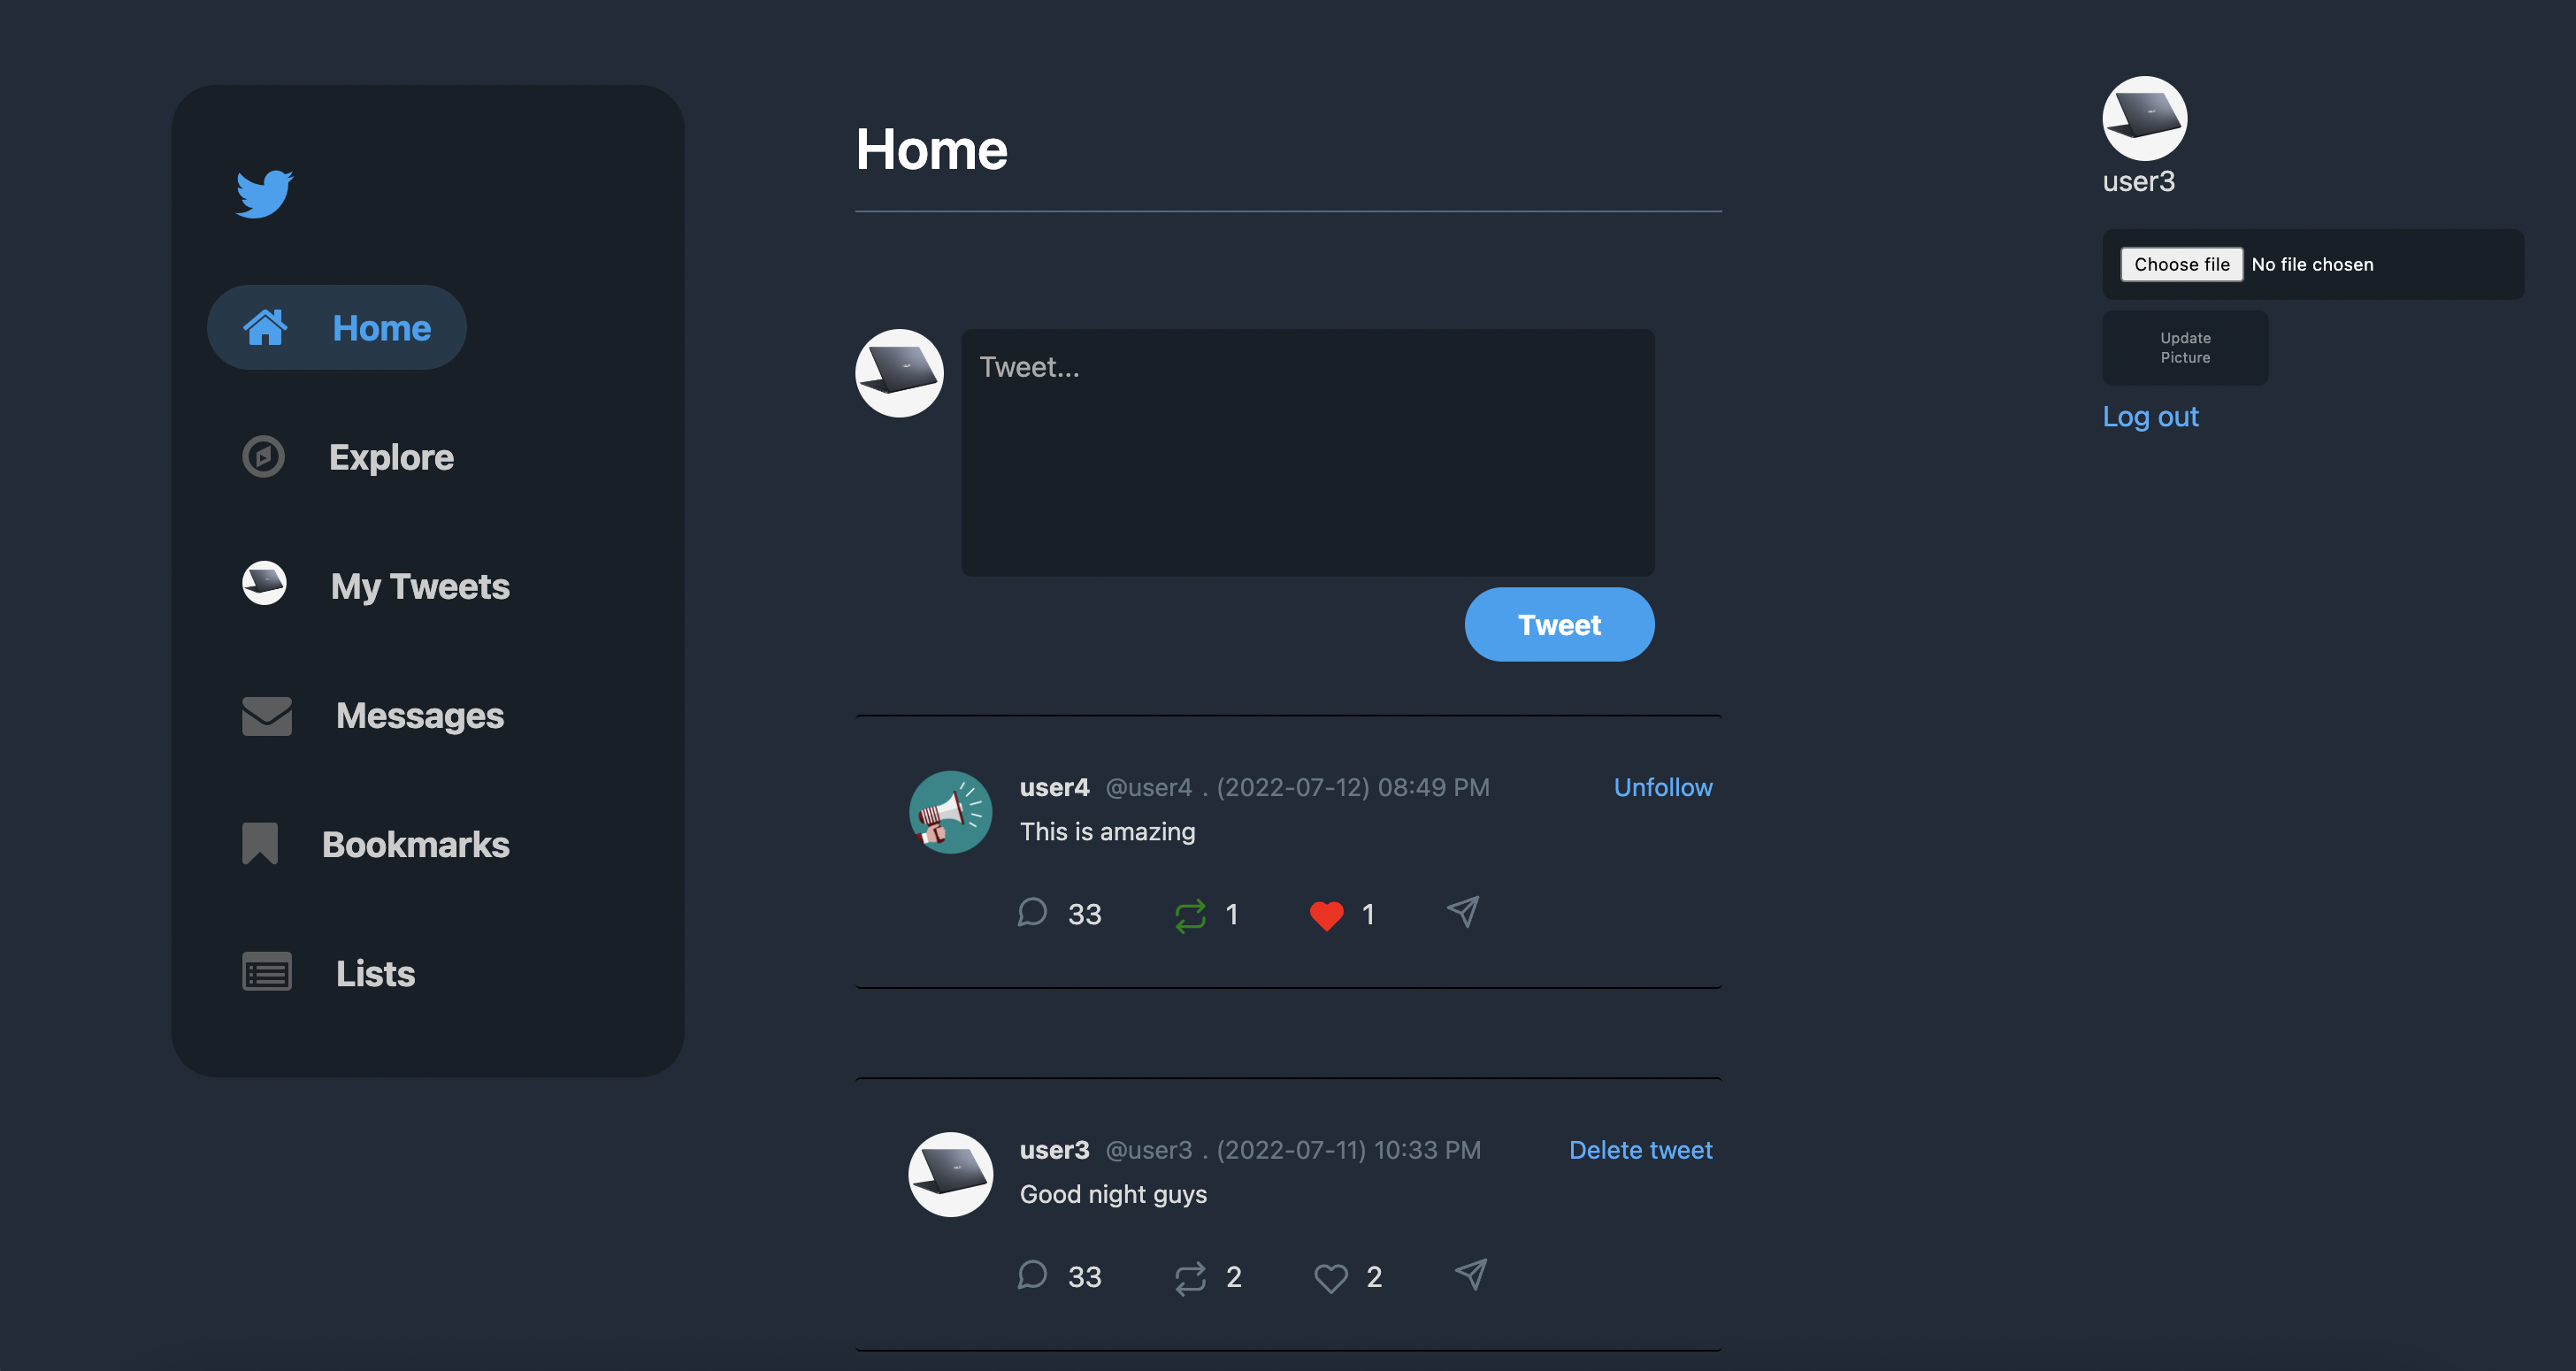 Home
Explore
My Tweets
Messages
Bookmarks
Lists
Home
Tweet...
Tweet
user4 @user4 . (2022-07-12) 08:49 PM Unfollow
This is amazing
33 1 1
user3 @user3 . (2022-07-11) 10:33 PM Delete tweet
Good night guys
33 2 2
user3
Choose file No file chosen
Update
Picture
Log out